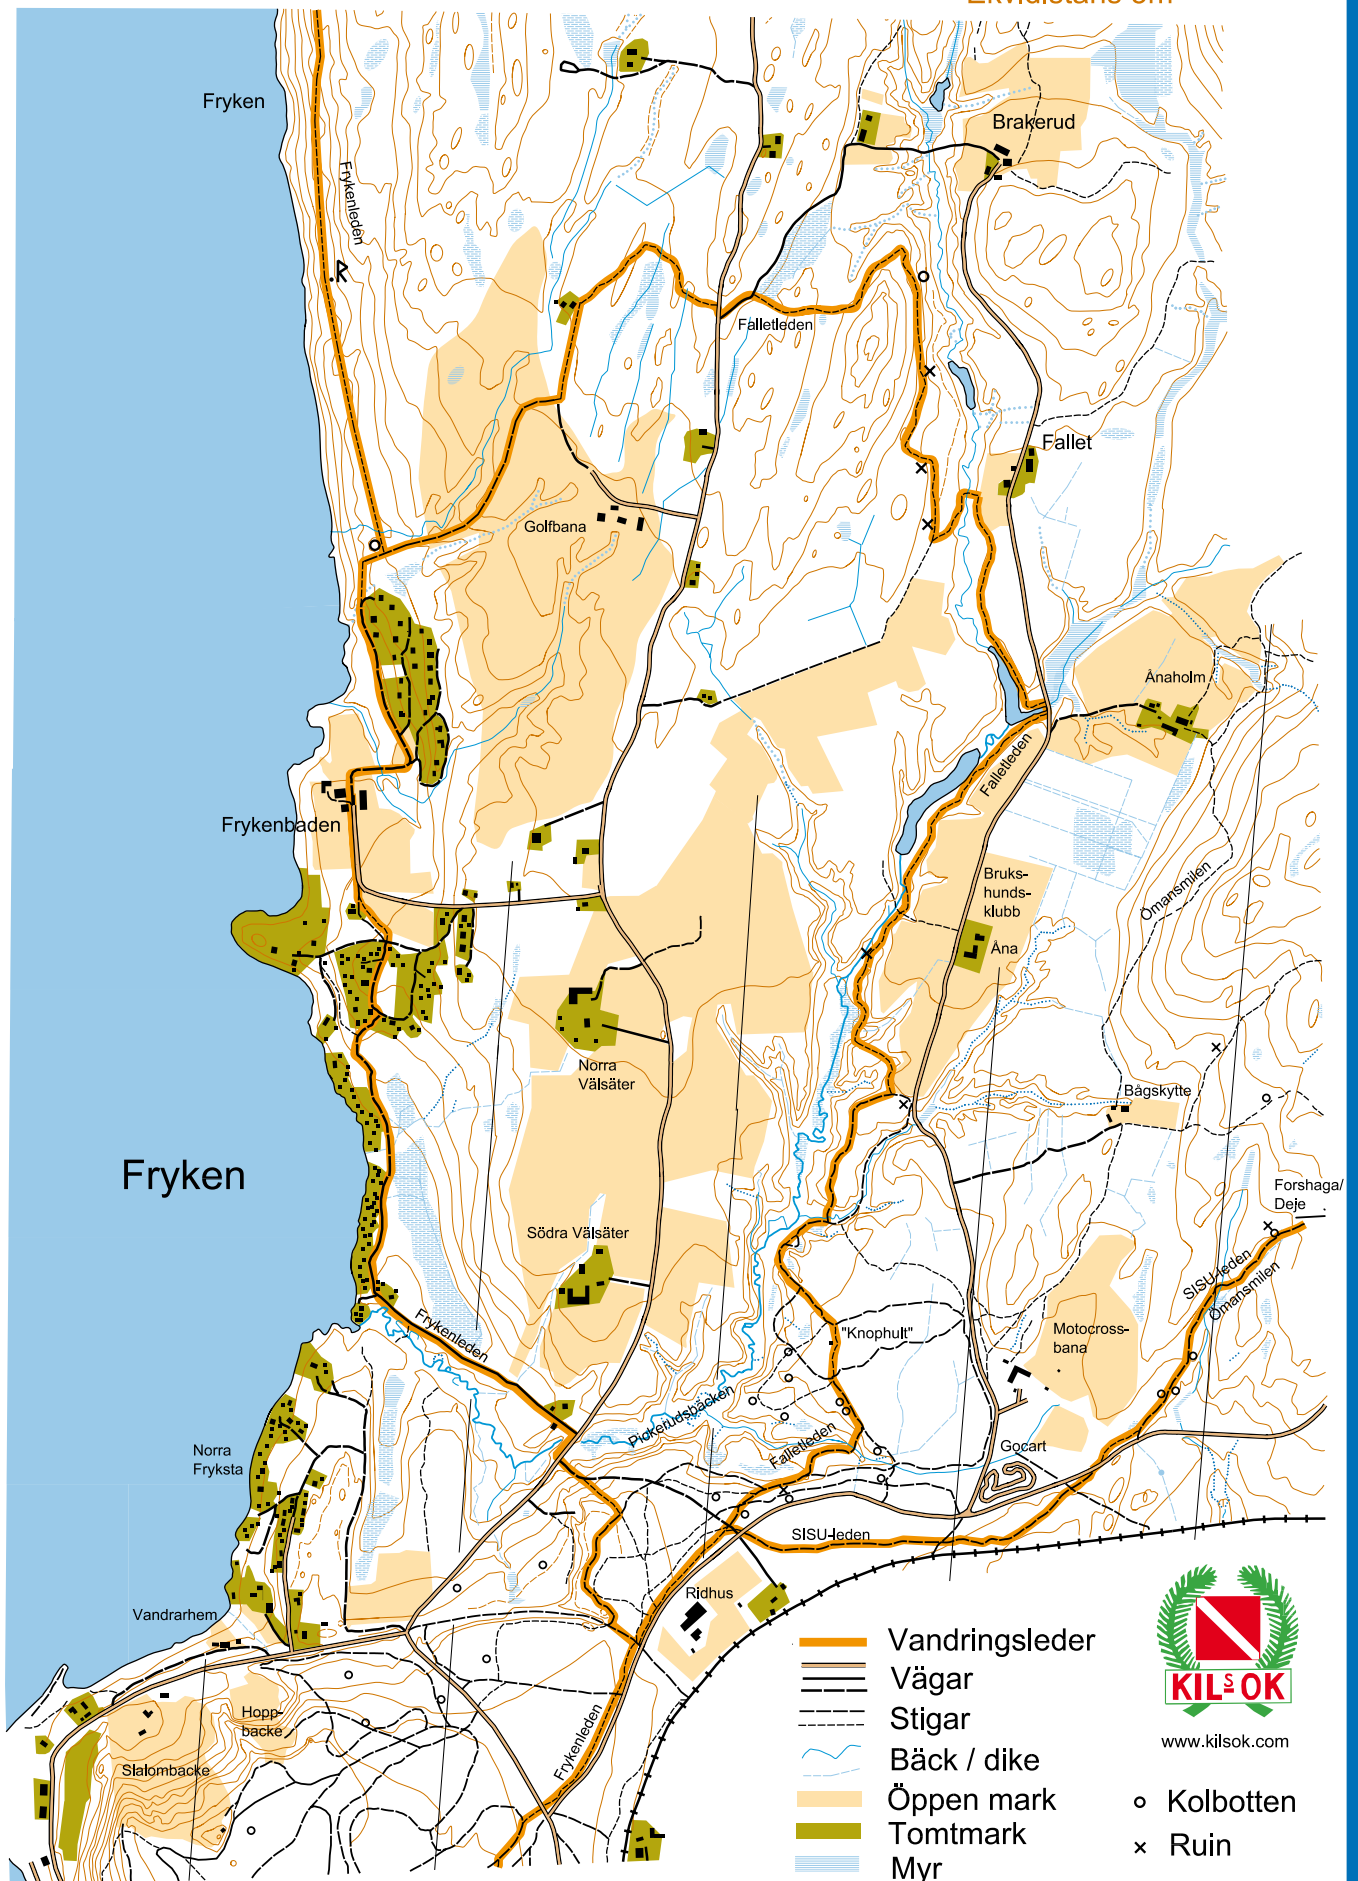 Fryken
Brakerud
Frykenleden
R
Falletleden
Fallet
Golfbana
Ånaholm
Falletleden
Frykenbaden
Bruks-
hunds-
klubb
Åna
Ömansmilen
Norra
Välsäter
Bågskytte
Fryken
Forshaga/
Deje
Södra Välsäter
SISU-leden
Ömansmilen
Frykenleden
"Knophult"
Motocross-
bana
Pickerudsbäcken
Falletleden
Gocart
Norra
Fryksta
SISU-leden
Ridhus
Vandrarhem
Hopp-
backe
Slalombacke
Frykenleden
Vandringsleder
Vägar
Stigar
Bäck / dike
Öppen mark
Tomtmark
Myr
KILS OK
www.kilsok.com
Kolbotten
Ruin